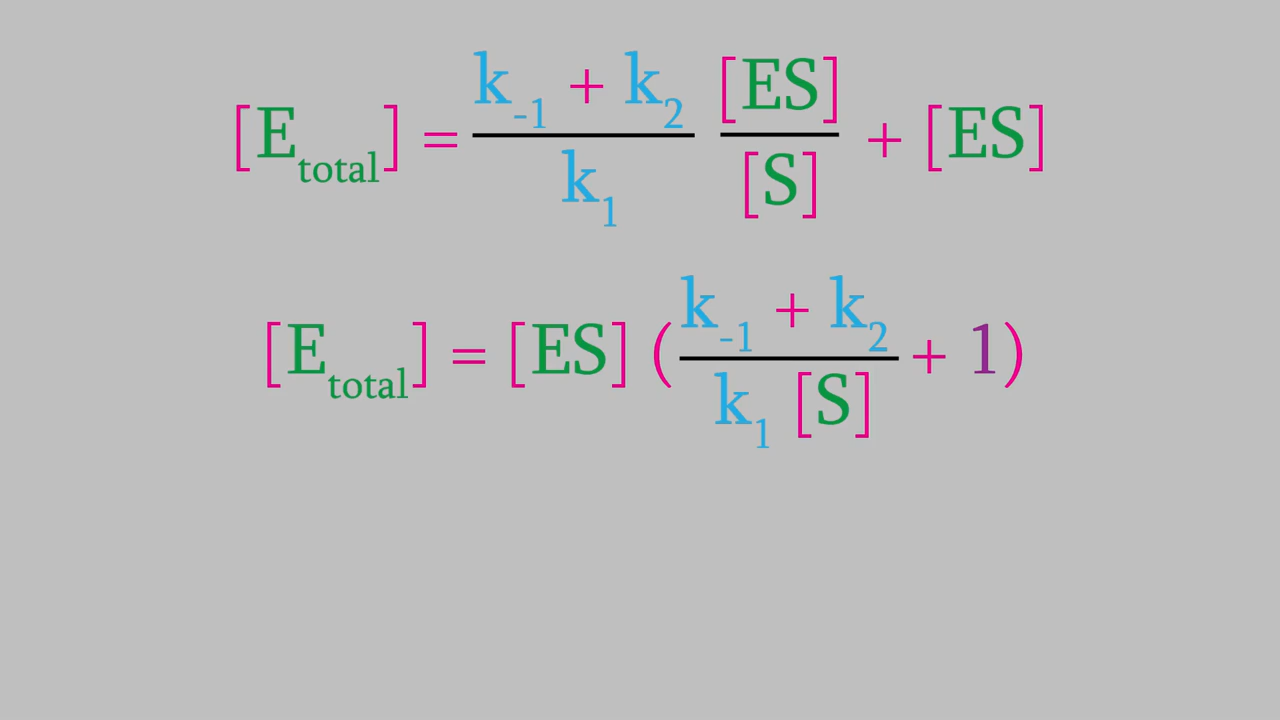 [E_total] = (k_-1 + k_2)/k_1 [ES]/[S] + [ES]
[E_total] = [ES] ((k_-1 + k_2)/(k_1 [S]) + 1)